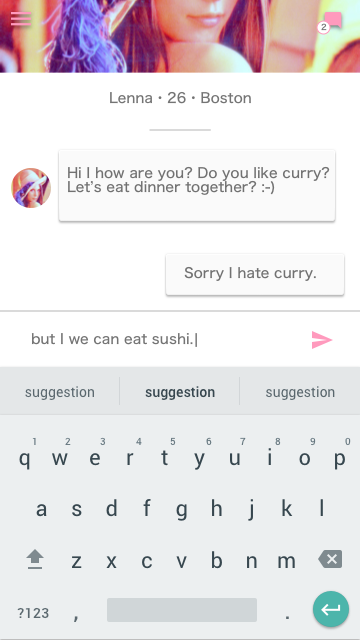 2
Lenna・26・Boston
Hi I how are you? Do you like curry?
Let's eat dinner together? :-)
Sorry I hate curry.
but I we can eat sushi.
suggestion suggestion suggestion
1 2 3 4 5 6 7 8 9 0
q w e r t y u i o p
a s d f g h j k l
z x c v b n m
?123 , .